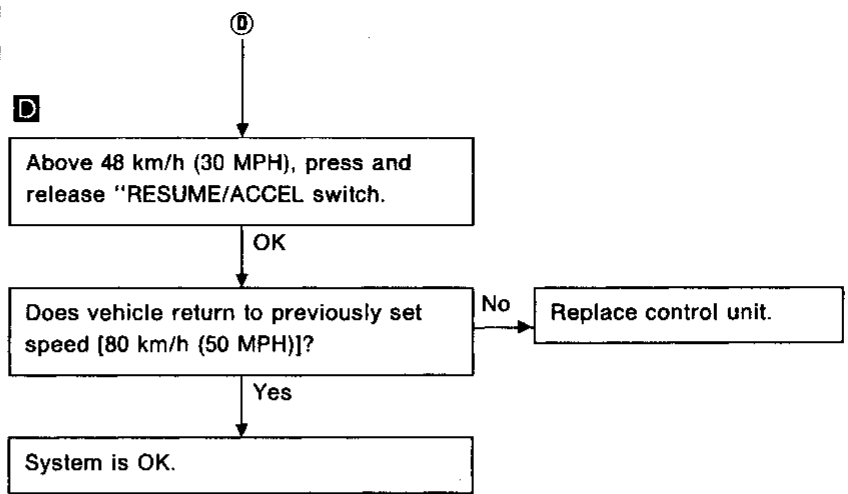 Ⓓ
D
Above 48 km/h (30 MPH), press and
release "RESUME/ACCEL switch.
OK
Does vehicle return to previously set
speed [80 km/h (50 MPH)]?
No
Replace control unit.
Yes
System is OK.